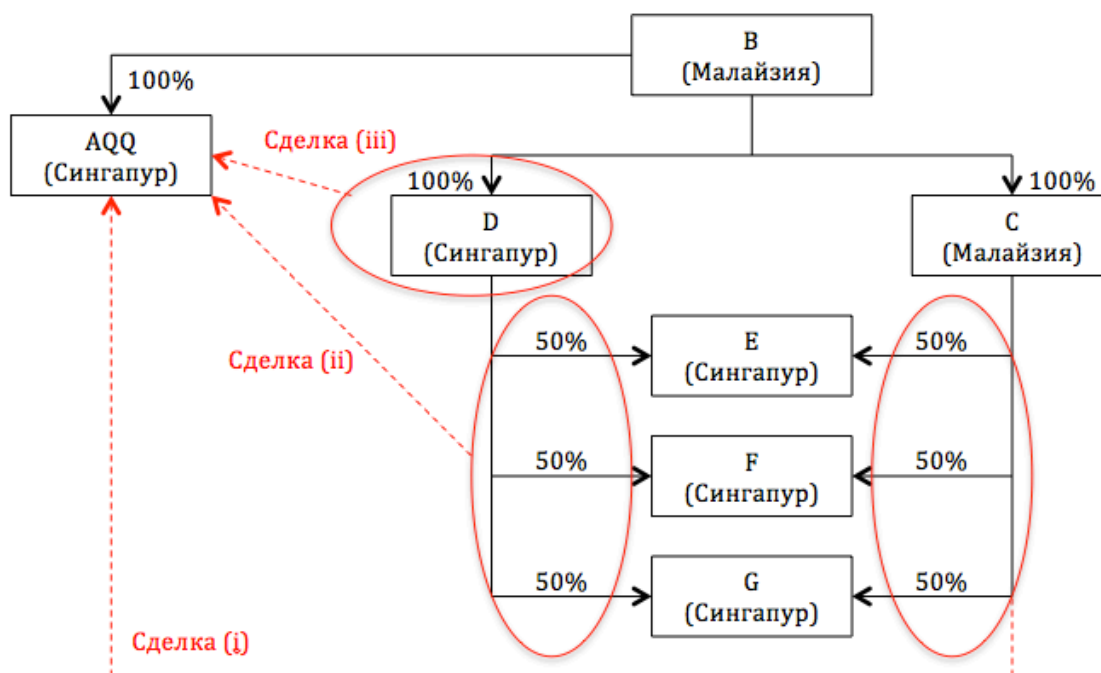 B
(Малайзия)
100%
AQQ
(Сингапур)
Сделка (iii)
100%
100%
D
(Сингапур)
C
(Малайзия)
Сделка (ii)
50%
E
(Сингапур)
50%
50%
F
(Сингапур)
50%
50%
G
(Сингапур)
50%
Сделка (i)